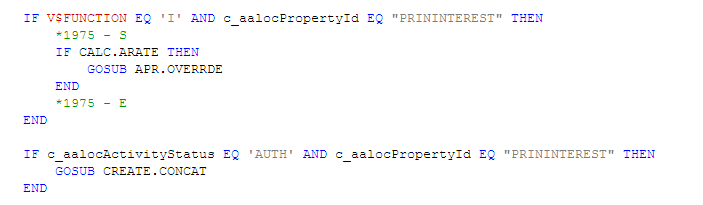 IF V$FUNCTION EQ 'I' AND c_aalocPropertyId EQ "PRININTEREST" THEN
*1975 - S
IF CALC.ARATE THEN
GOSUB APR.OVERRDE
END
*1975 - E
END
IF c_aalocActivityStatus EQ 'AUTH' AND c_aalocPropertyId EQ "PRININTEREST" THEN
GOSUB CREATE.CONCAT
END